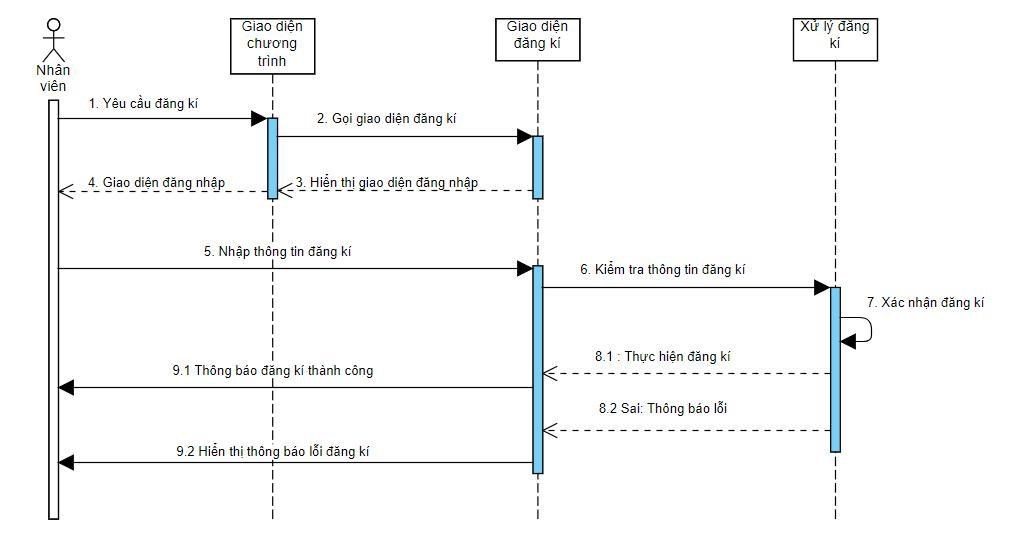 Giao diện
chương
trình
Giao diện
đăng kí
Xử lý đăng
kí
Nhân
viên
1. Yêu cầu đăng kí
2. Gọi giao diện đăng kí
4. Giao diện đăng nhập
3. Hiển thị giao diện đăng nhập
5. Nhập thông tin đăng kí
6. Kiểm tra thông tin đăng kí
7. Xác nhận đăng kí
8.1 : Thực hiện đăng kí
9.1 Thông báo đăng kí thành công
8.2 Sai: Thông báo lỗi
9.2 Hiển thị thông báo lỗi đăng kí